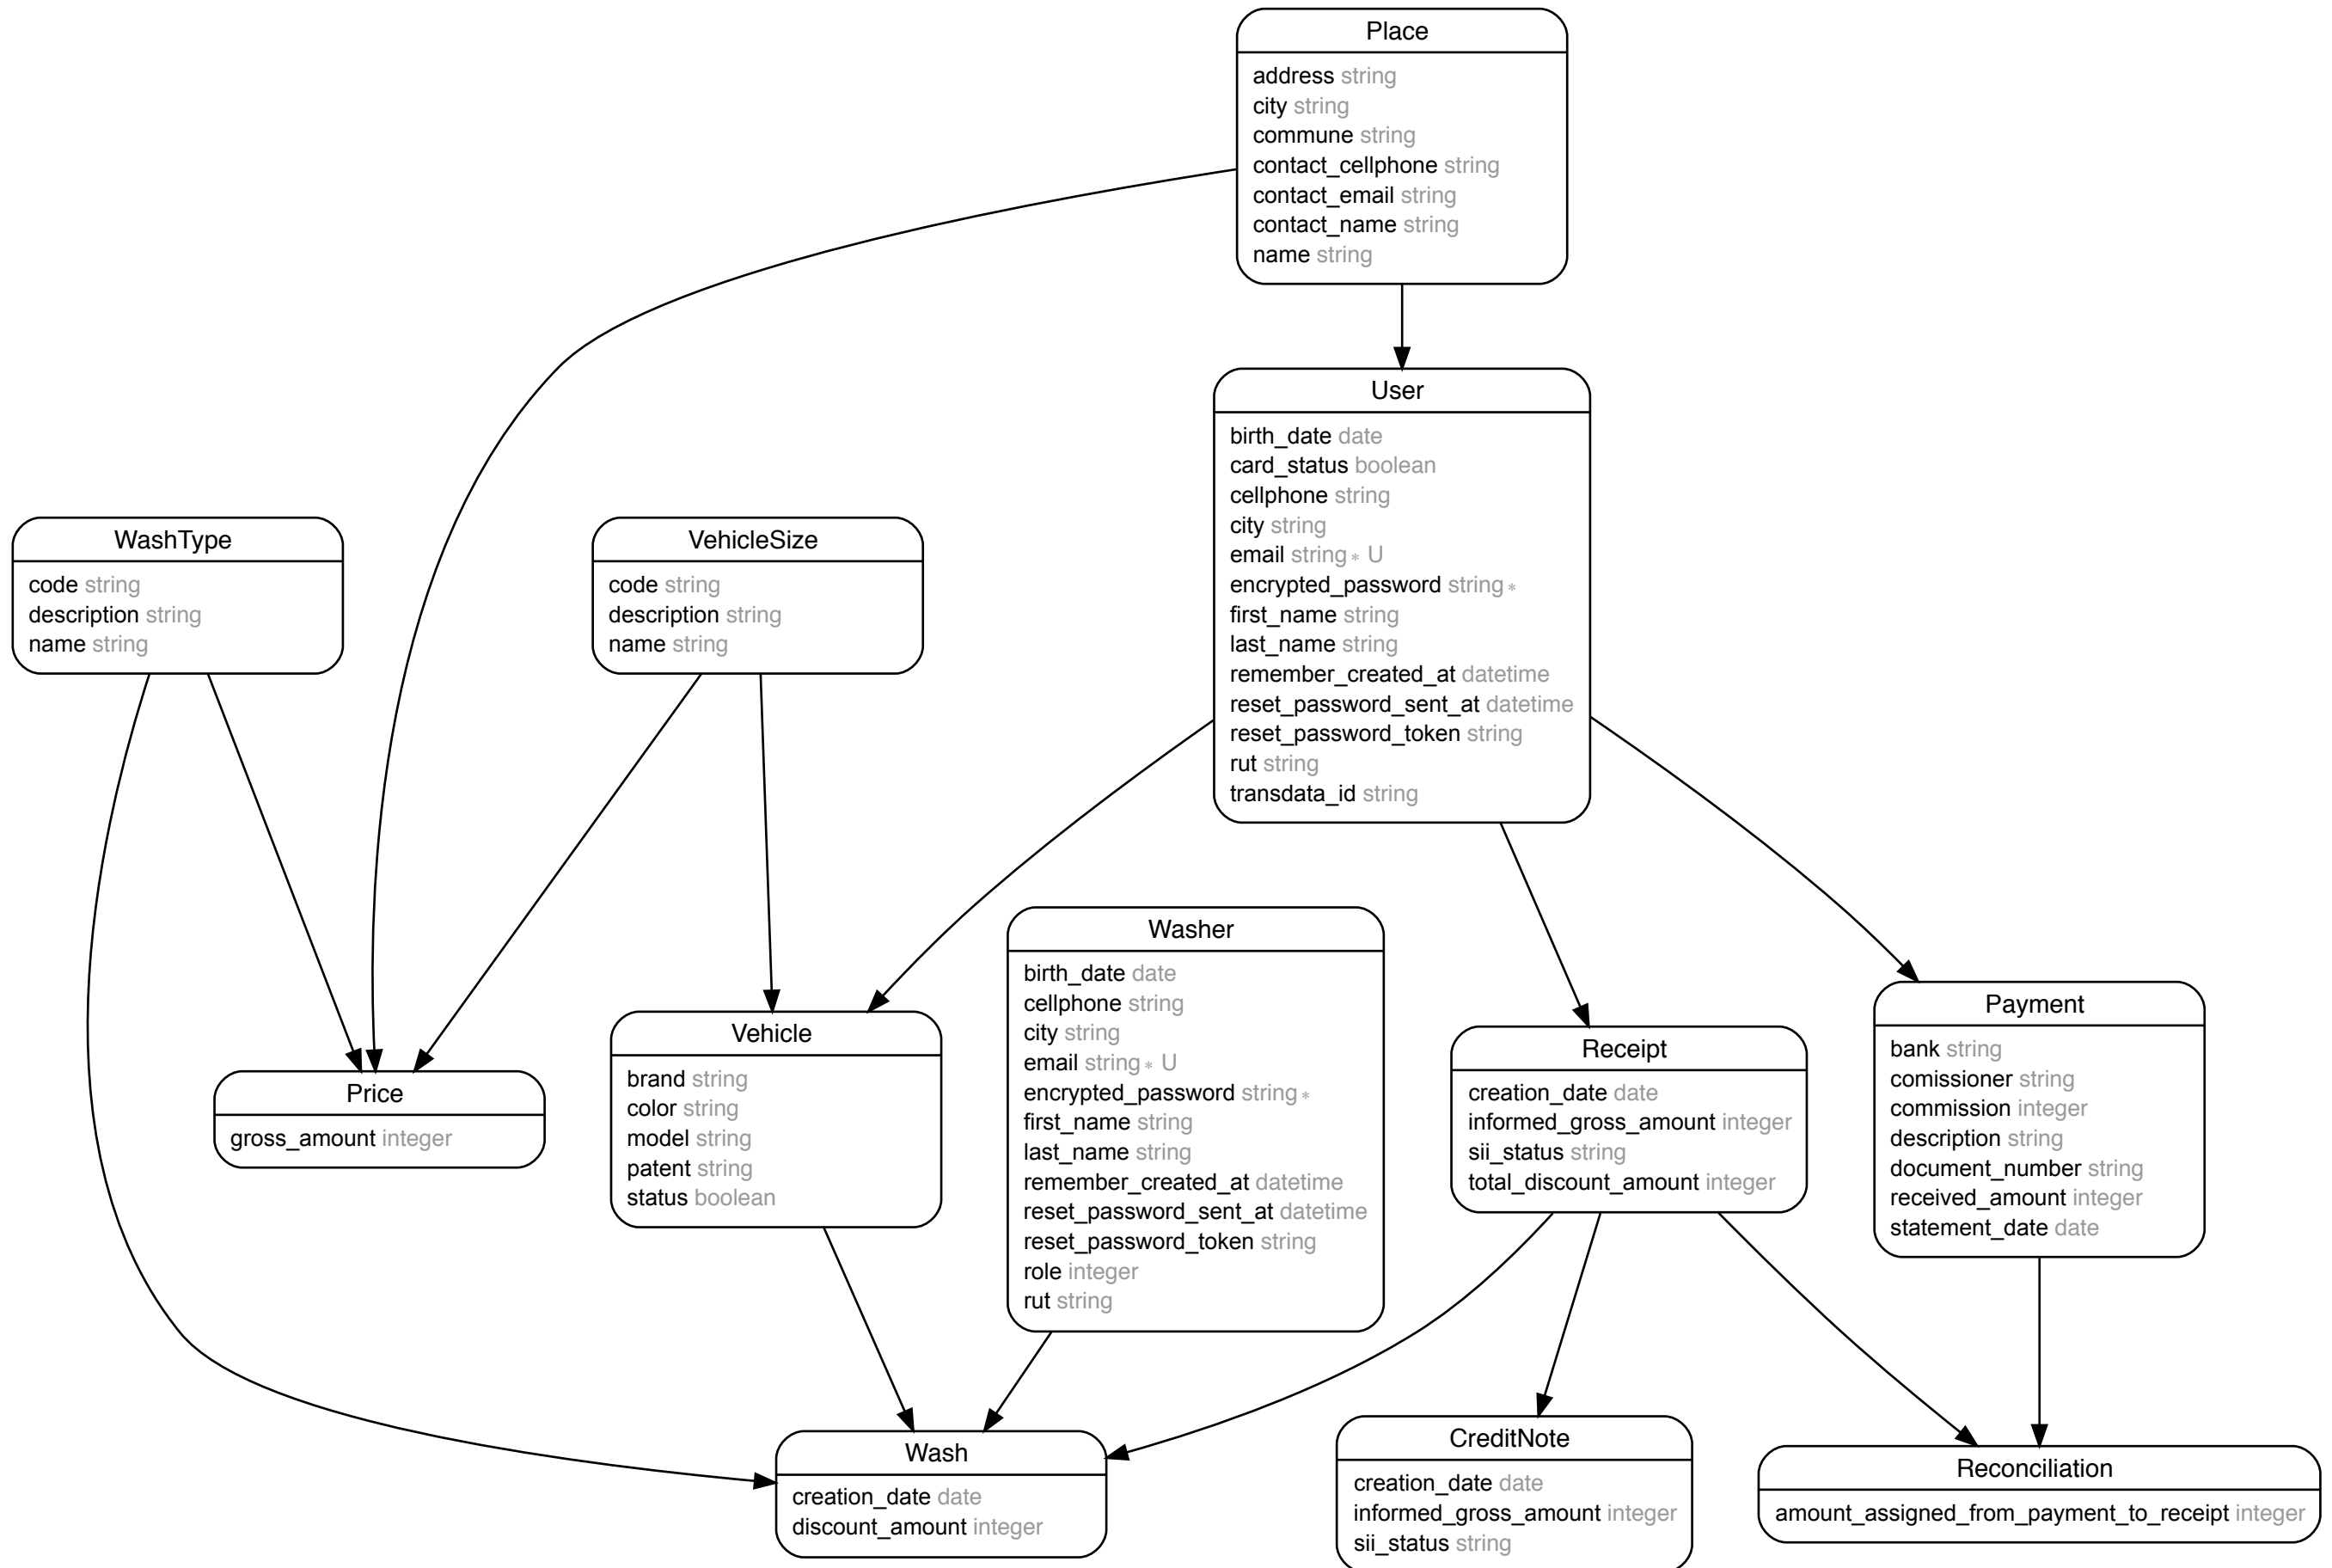 Place
address string
city string
commune string
contact_cellphone string
contact_email string
contact_name string
name string
User
birth_date date
card_status boolean
cellphone string
city string
email string * U
encrypted_password string *
first_name string
last_name string
remember_created_at datetime
reset_password_sent_at datetime
reset_password_token string
rut string
transdata_id string
WashType
code string
description string
name string
VehicleSize
code string
description string
name string
Washer
birth_date date
cellphone string
city string
email string * U
encrypted_password string *
first_name string
last_name string
remember_created_at datetime
reset_password_sent_at datetime
reset_password_token string
role integer
rut string
Payment
bank string
comissioner string
commission integer
description string
document_number string
received_amount integer
statement_date date
Vehicle
brand string
color string
model string
patent string
status boolean
Receipt
creation_date date
informed_gross_amount integer
sii_status string
total_discount_amount integer
Price
gross_amount integer
Wash
creation_date date
discount_amount integer
CreditNote
creation_date date
informed_gross_amount integer
sii_status string
Reconciliation
amount_assigned_from_payment_to_receipt integer